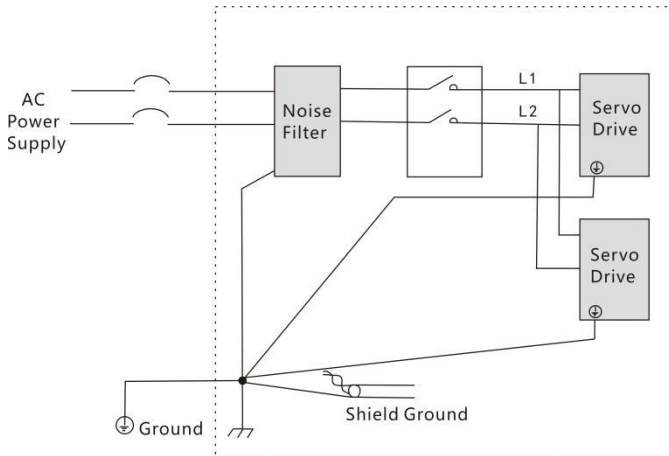 AC
Power
Supply
Noise
Filter
L1
L2
Servo
Drive
Servo
Drive
Shield Ground
Ground